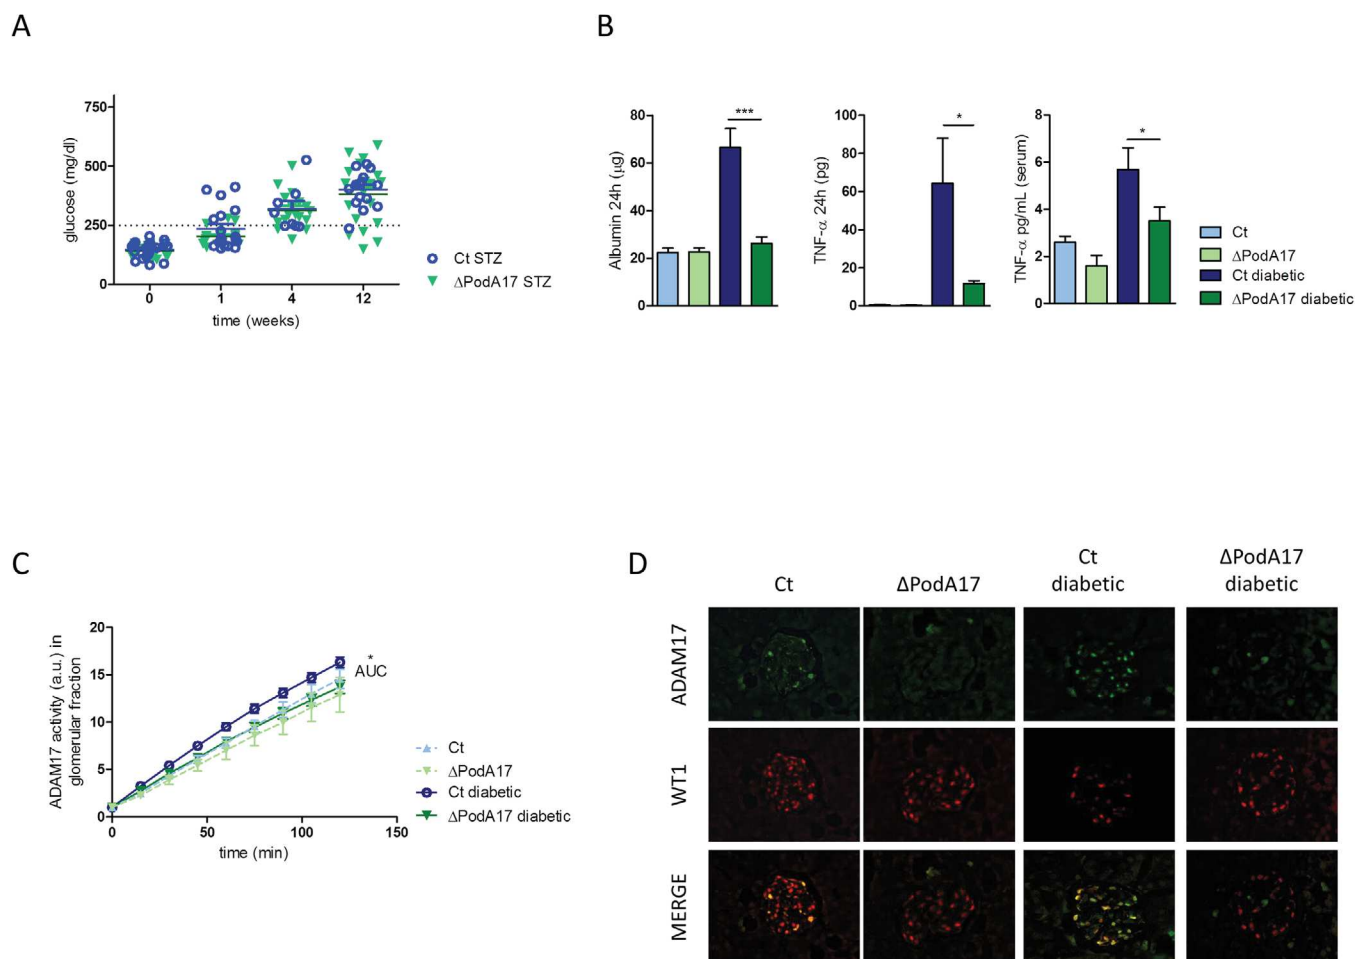 A
glucose (mg/dl)
750
500
250
0
0 1 4 12
time (weeks)
Ct STZ
ΔPodA17 STZ
B
Albumin 24h (μg)
80
60
40
20
0
***
TNF-α 24h (pg)
100
80
60
40
20
0
*
TNF-α pg/mL (serum)
8
6
4
2
0
*
Ct
ΔPodA17
Ct diabetic
ΔPodA17 diabetic
C
ADAM17 activity (a.u.) in
glomerular fraction
20
15
10
5
0
0 50 100 150
time (min)
*
AUC
Ct
ΔPodA17
Ct diabetic
ΔPodA17 diabetic
D
Ct
ΔPodA17
Ct
diabetic
ΔPodA17
diabetic
ADAM17
WT1
MERGE